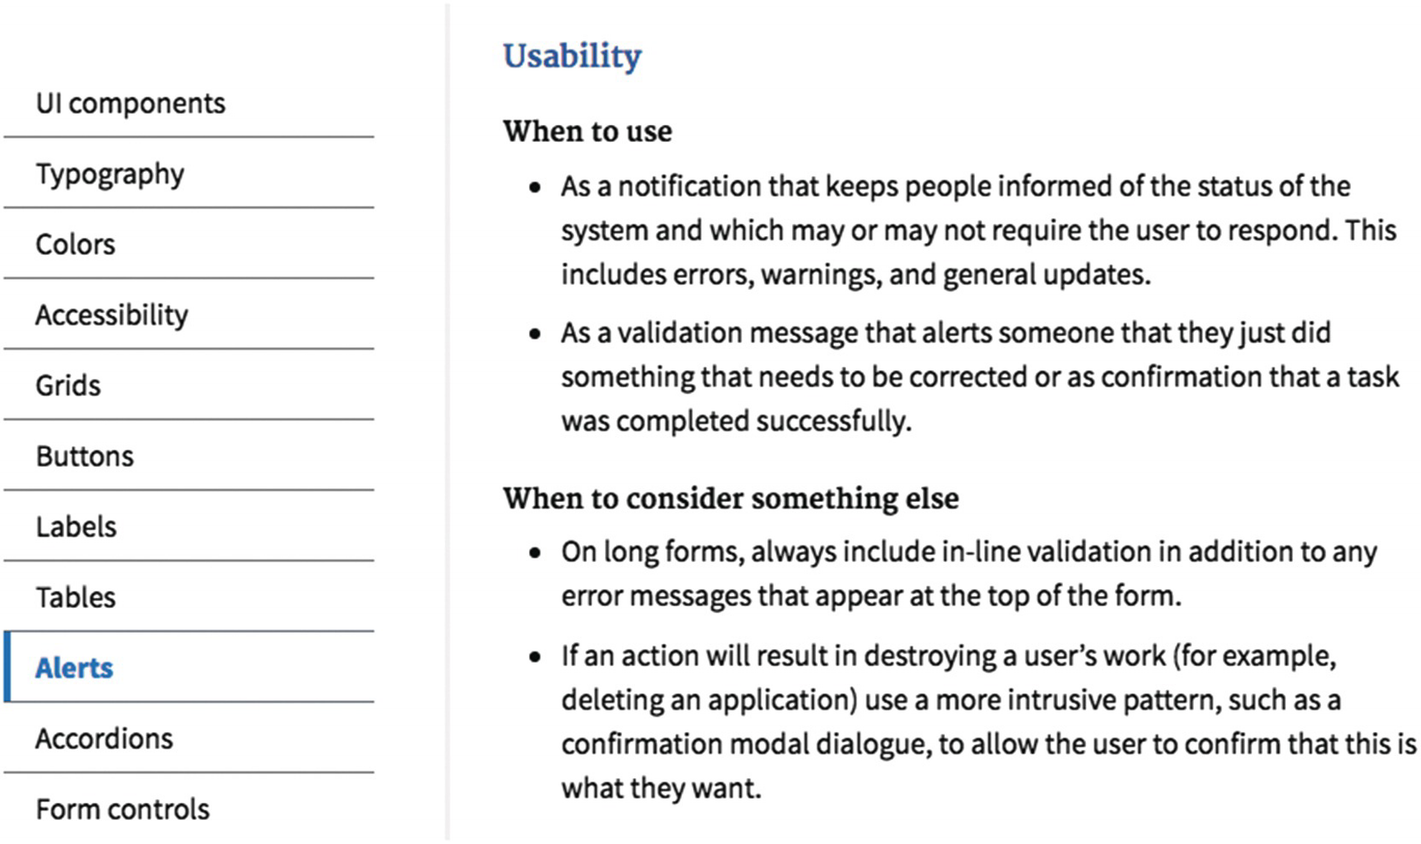 UI components
Typography
Colors
Accessibility
Grids
Buttons
Labels
Tables
Alerts
Accordions
Form controls
Usability
When to use
• As a notification that keeps people informed of the status of the
system and which may or may not require the user to respond. This
includes errors, warnings, and general updates.
• As a validation message that alerts someone that they just did
something that needs to be corrected or as confirmation that a task
was completed successfully.
When to consider something else
• On long forms, always include in-line validation in addition to any
error messages that appear at the top of the form.
• If an action will result in destroying a user’s work (for example,
deleting an application) use a more intrusive pattern, such as a
confirmation modal dialogue, to allow the user to confirm that this is
what they want.